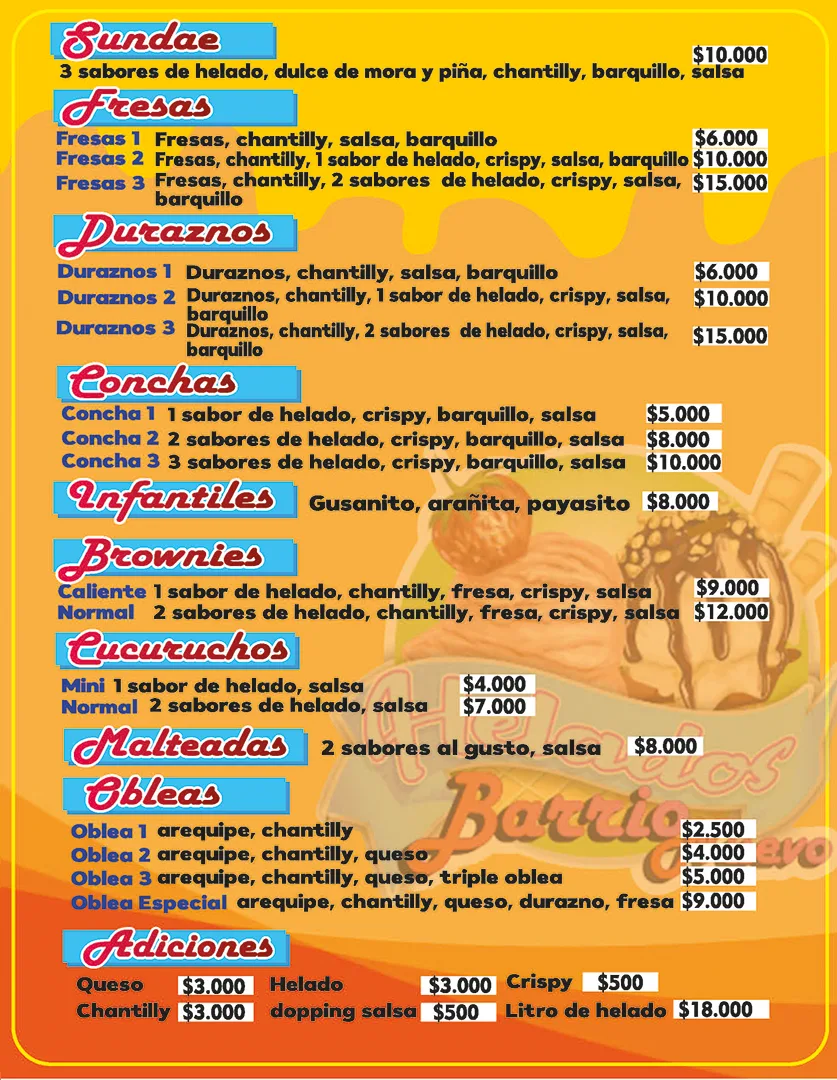 Sundae
$10.000
3 sabores de helado, dulce de mora y piña, chantilly, barquillo, salsa
Fresas
Fresas 1 Fresas, chantilly, salsa, barquillo $6.000
Fresas 2 Fresas, chantilly, 1 sabor de helado, crispy, salsa, barquillo $10.000
Fresas 3 Fresas, chantilly, 2 sabores de helado, crispy, salsa, $15.000
barquillo
Duraznos
Duraznos 1 Duraznos, chantilly, salsa, barquillo $6.000
Duraznos 2 Duraznos, chantilly, 1 sabor de helado, crispy, salsa, $10.000
barquillo
Duraznos 3 Duraznos, chantilly, 2 sabores de helado, crispy, salsa, $15.000
barquillo
Conchas
Concha 1 1 sabor de helado, crispy, barquillo, salsa $5.000
Concha 2 2 sabores de helado, crispy, barquillo, salsa $8.000
Concha 3 3 sabores de helado, crispy, barquillo, salsa $10.000
Infantiles Gusanito, arañita, payasito $8.000
Brownies
Caliente 1 sabor de helado, chantilly, fresa, crispy, salsa $9.000
Normal 2 sabores de helado, chantilly, fresa, crispy, salsa $12.000
Cucuruchos
Mini 1 sabor de helado, salsa $4.000
Normal 2 sabores de helado, salsa $7.000
Malteadas 2 sabores al gusto, salsa $8.000
Helados
Barrio Nuevo
Obleas
Oblea 1 arequipe, chantilly $2.500
Oblea 2 arequipe, chantilly, queso $4.000
Oblea 3 arequipe, chantilly, queso, triple oblea $5.000
Oblea Especial arequipe, chantilly, queso, durazno, fresa $9.000
Adiciones
Queso $3.000 Helado $3.000 Crispy $500
Chantilly $3.000 dopping salsa $500 Litro de helado $18.000